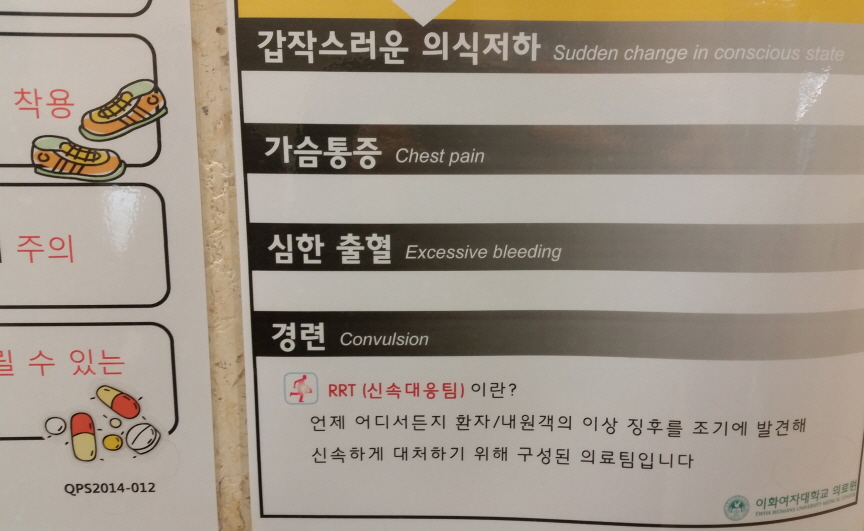 착용
주의
수 있는
QPS2014-012
갑작스러운 의식저하 Sudden change in conscious state
가슴통증 Chest pain
심한 출혈 Excessive bleeding
경련 Convulsion
RRT (신속대응팀) 이란?
언제 어디서든지 환자/내원객의 이상 징후를 조기에 발견해
신속하게 대처하기 위해 구성된 의료팀입니다
이화여자대학교 의료원
EWHA WOMANS UNIVERSITY MEDICAL CENTER